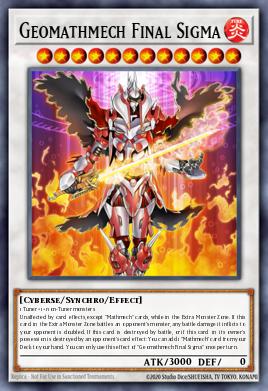 GEOMATHMECH FINAL SIGMA
FIRE
炎
[CYBERSE/SYNCHRO/EFFECT]
1 Tuner + 1+ non-Tuner monsters
Unaffected by card effects, except "Mathmech" cards, while in the Extra Monster Zone. If this
card in the Extra Monster Zone battles an opponent's monster, any battle damage it inflicts to
your opponent is doubled. If this card is destroyed by battle, or if this card in its owner's
possession is destroyed by an opponent's card effect: You can add 1 "Mathmech" card from your
Deck to your hand. You can only use this effect of "Geomathmech Final Sigma" once per turn.
ATK/3000 DEF/ 0
Replica - Not For Use in Sanctioned Tournaments
©2020 Studio Dice/SHUEISHA, TV TOKYO, KONAMI